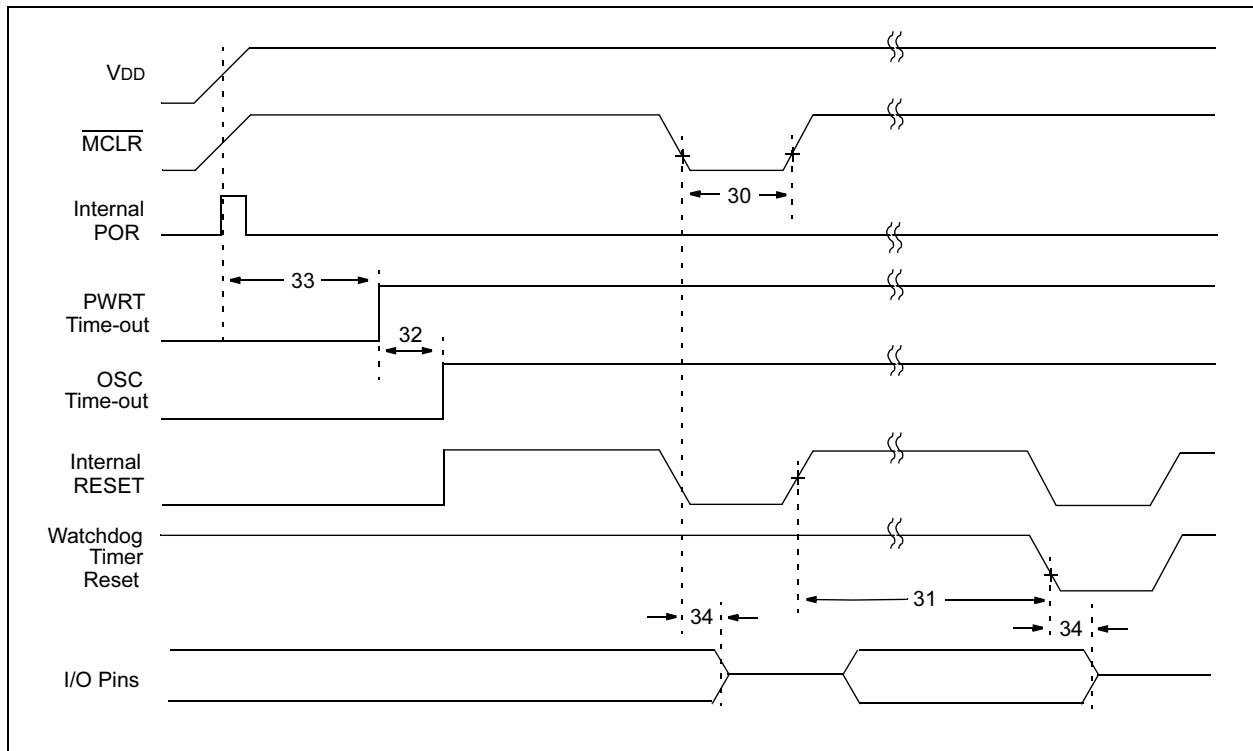 VDD
MCLR
30
Internal
POR
33
PWRT
Time-out
32
OSC
Time-out
Internal
RESET
Watchdog
Timer
Reset
31
34
34
I/O Pins